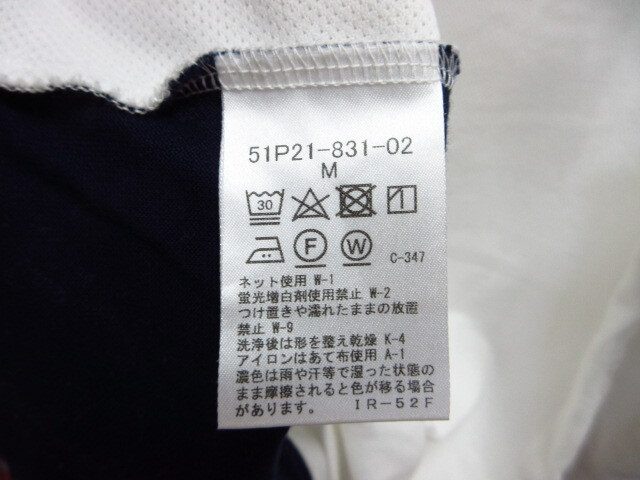 51P21-831-02
M
30
F W C-347
ネット使用 W-1
蛍光増白剤使用禁止 W-2
つけ置きや濡れたままの放置
禁止 W-9
洗浄後は形を整え乾燥 K-4
アイロンはあて布使用 A-1
濃色は雨や汗等で湿った状態の
まま摩擦されると色が移る場合
があります。 IR-52F